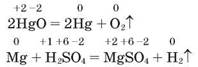 +2 −2 0 0
2HgO = 2Hg + O₂↑
0 +1 +6 −2 +2 +6 −2 0
Mg + H₂SO₄ = MgSO₄ + H₂↑